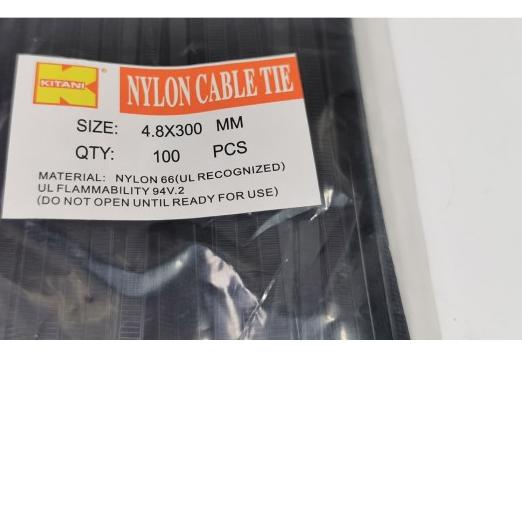 KITANI
NYLON CABLE TIE
SIZE: 4.8X300 MM
QTY: 100 PCS
MATERIAL: NYLON 66(UL RECOGNIZED)
UL FLAMMABILITY 94V.2
(DO NOT OPEN UNTIL READY FOR USE)